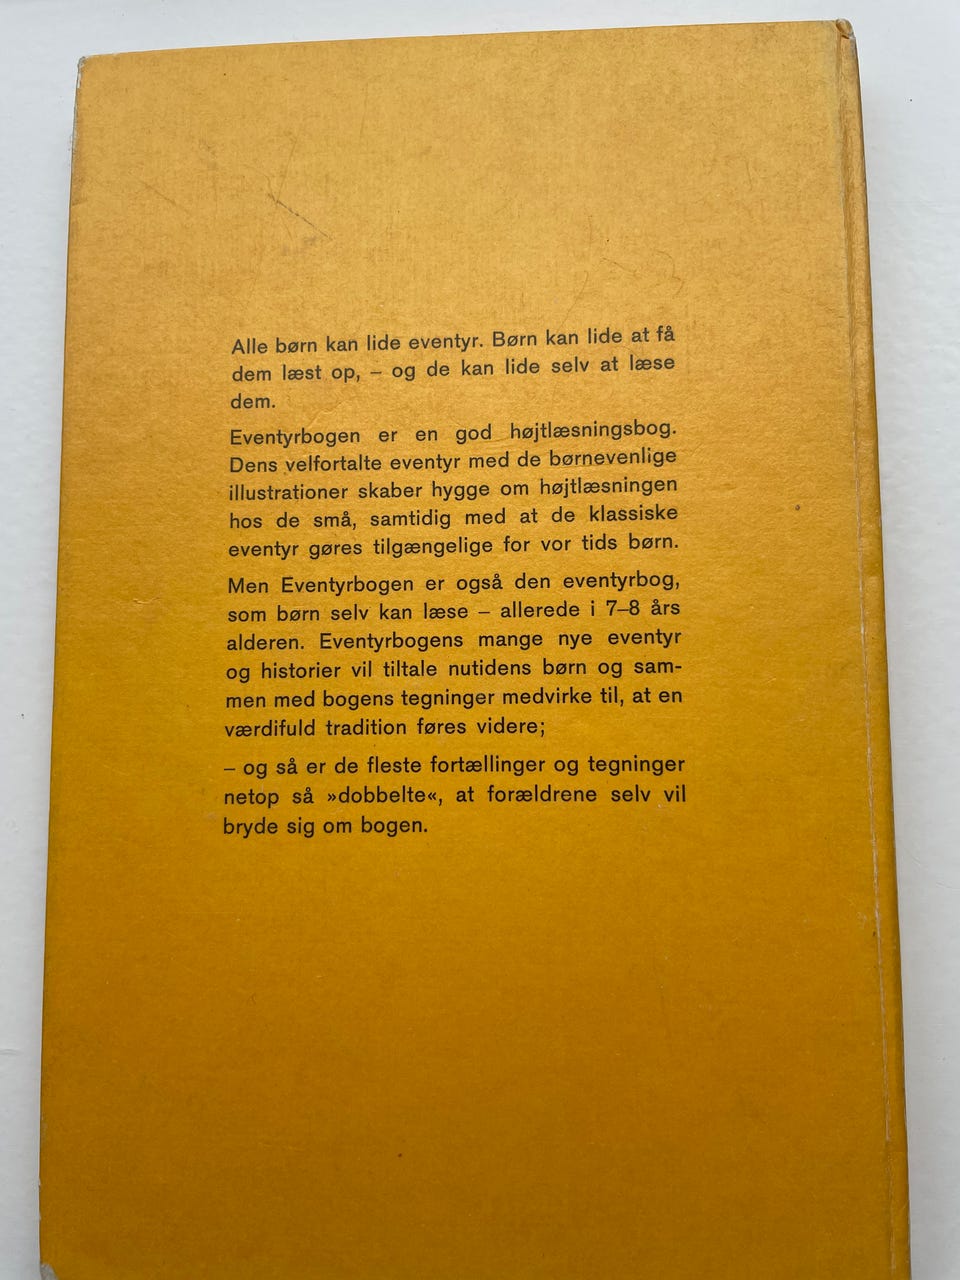 Alle børn kan lide eventyr. Børn kan lide at få
dem læst op, – og de kan lide selv at læse
dem.
Eventyrbogen er en god højtlæsningsbog.
Dens velfortalte eventyr med de børnevenlige
illustrationer skaber hygge om højtlæsningen
hos de små, samtidig med at de klassiske
eventyr gøres tilgængelige for vor tids børn.
Men Eventyrbogen er også den eventyrbog,
som børn selv kan læse – allerede i 7–8 års
alderen. Eventyrbogens mange nye eventyr
og historier vil tiltale nutidens børn og sam-
men med bogens tegninger medvirke til, at en
værdifuld tradition føres videre;
– og så er de fleste fortællinger og tegninger
netop så »dobbelte«, at forældrene selv vil
bryde sig om bogen.